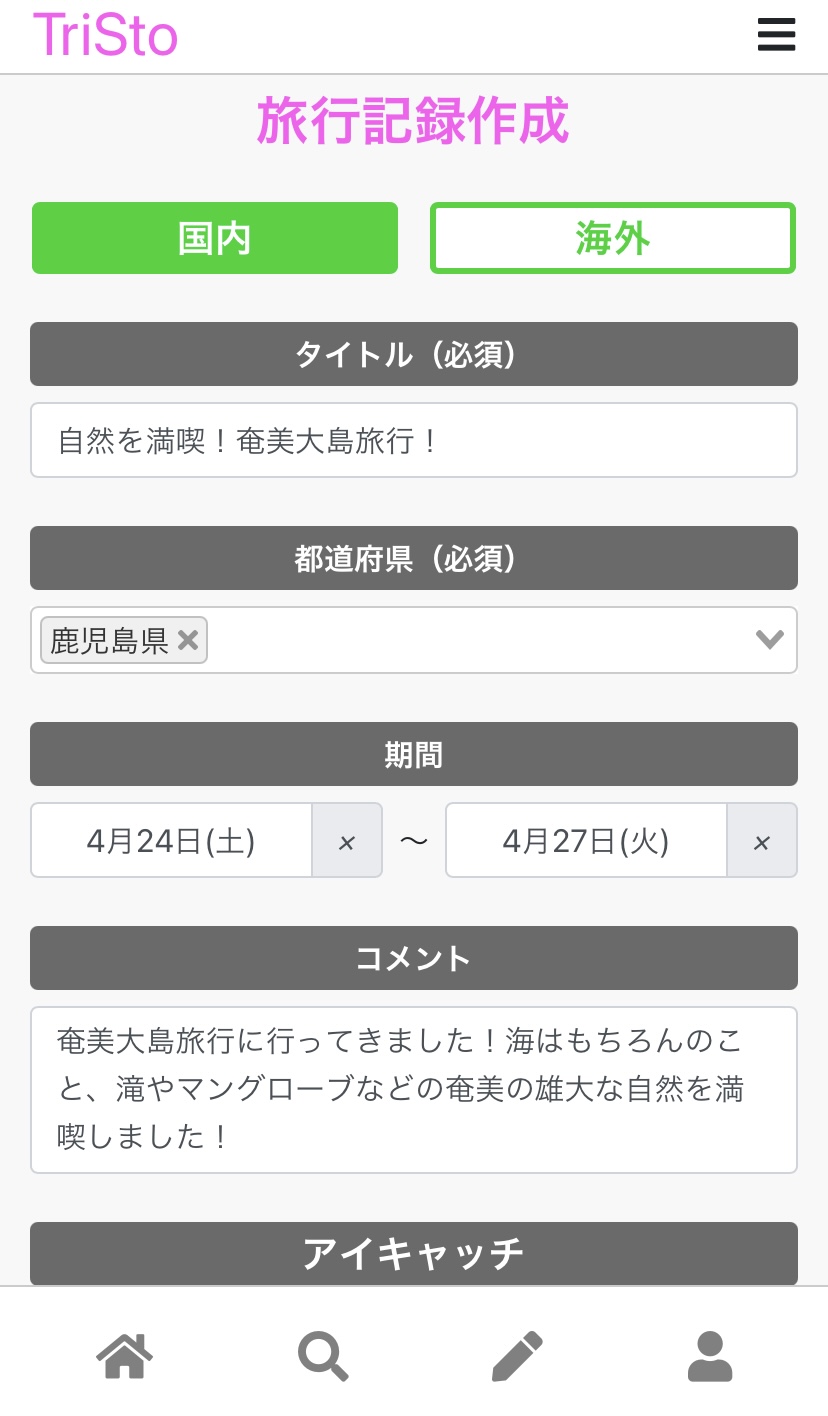 TriSto
旅行記録作成
国内 海外
タイトル（必須）
自然を満喫！奄美大島旅行！
都道府県（必須）
鹿児島県 ×
期間
4月24日(土) × 〜 4月27日(火) ×
コメント
奄美大島旅行に行ってきました！海はもちろんのこ
と、滝やマングローブなどの奄美の雄大な自然を満
喫しました！
アイキャッチ